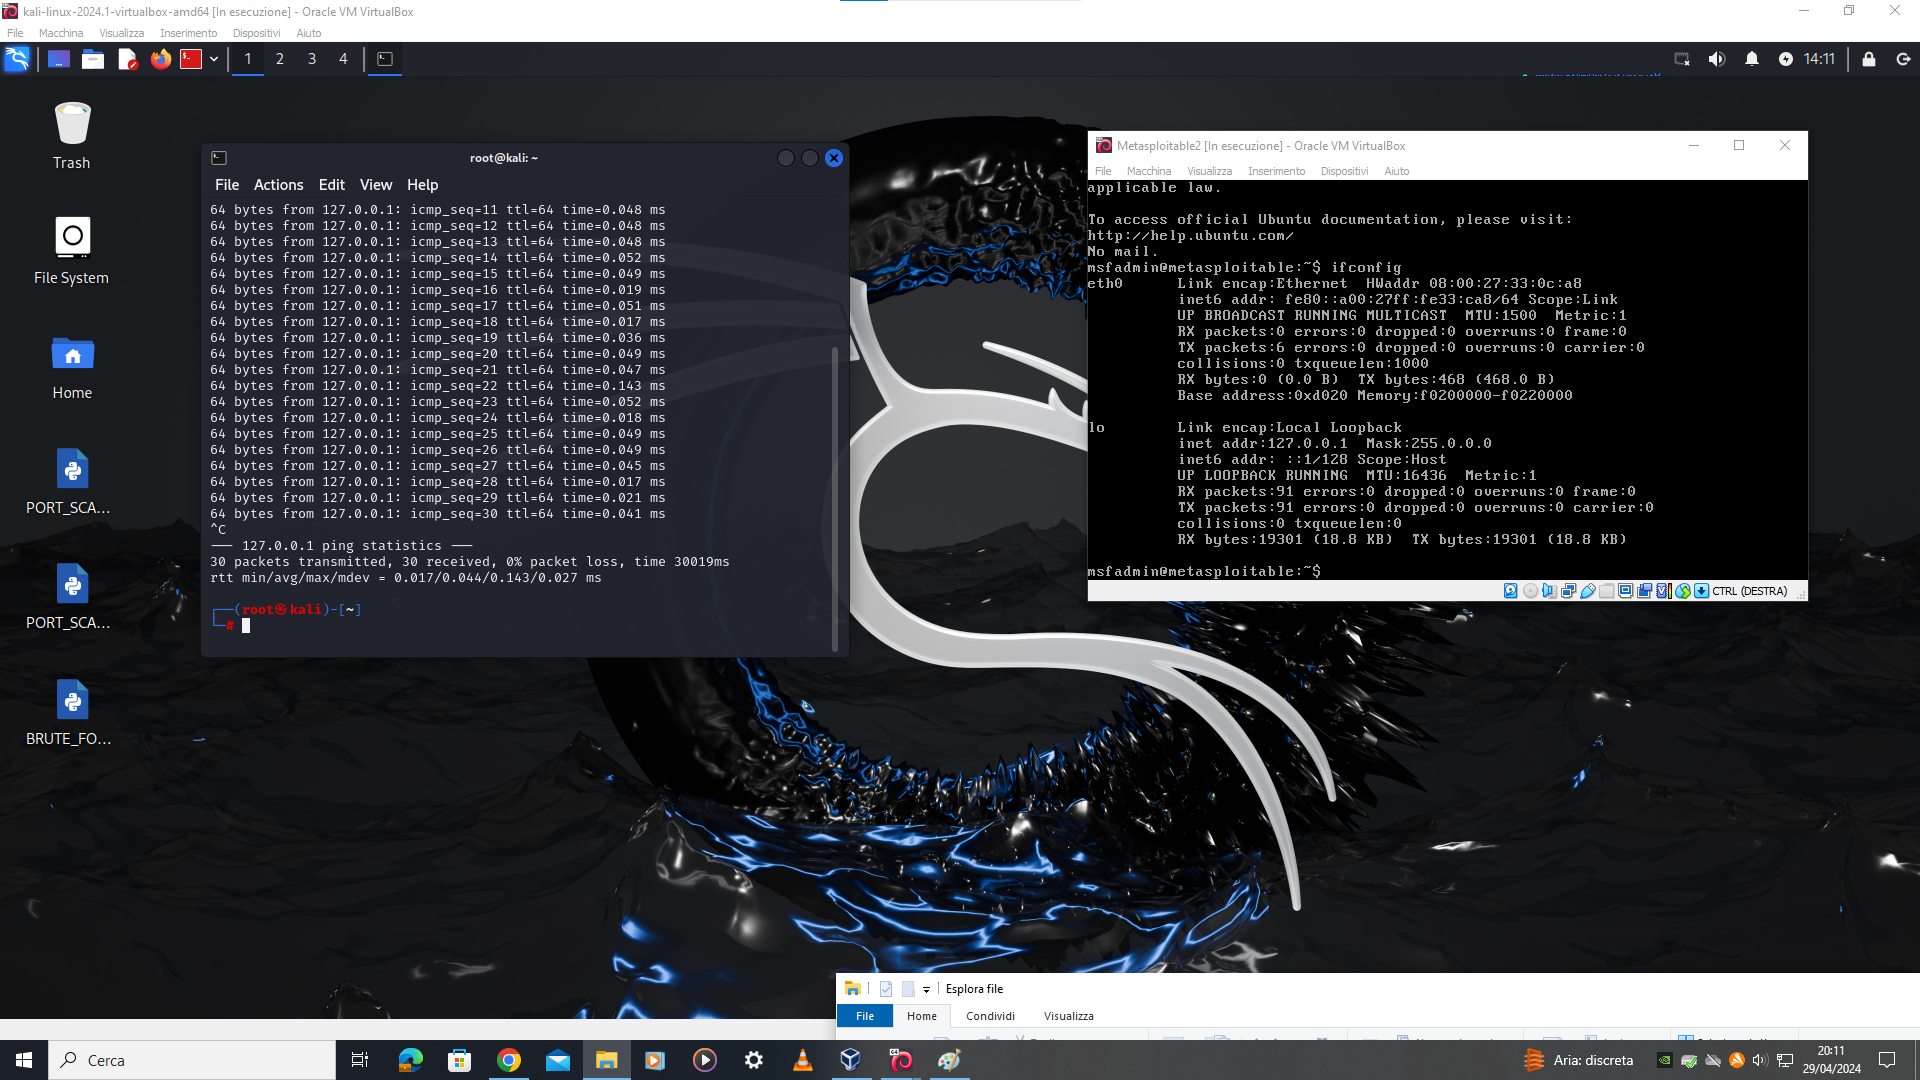 kali-linux-2024.1-virtualbox-amd64 [In esecuzione] - Oracle VM VirtualBox
File Macchina Visualizza Inserimento Dispositivi Aiuto
1 2 3 4
14:11
Trash
File System
Home
PORT_SCA...
PORT_SCA...
BRUTE_FO...
root@kali: ~
File Actions Edit View Help
64 bytes from 127.0.0.1: icmp_seq=11 ttl=64 time=0.048 ms
64 bytes from 127.0.0.1: icmp_seq=12 ttl=64 time=0.048 ms
64 bytes from 127.0.0.1: icmp_seq=13 ttl=64 time=0.048 ms
64 bytes from 127.0.0.1: icmp_seq=14 ttl=64 time=0.052 ms
64 bytes from 127.0.0.1: icmp_seq=15 ttl=64 time=0.049 ms
64 bytes from 127.0.0.1: icmp_seq=16 ttl=64 time=0.019 ms
64 bytes from 127.0.0.1: icmp_seq=17 ttl=64 time=0.051 ms
64 bytes from 127.0.0.1: icmp_seq=18 ttl=64 time=0.017 ms
64 bytes from 127.0.0.1: icmp_seq=19 ttl=64 time=0.036 ms
64 bytes from 127.0.0.1: icmp_seq=20 ttl=64 time=0.049 ms
64 bytes from 127.0.0.1: icmp_seq=21 ttl=64 time=0.047 ms
64 bytes from 127.0.0.1: icmp_seq=22 ttl=64 time=0.143 ms
64 bytes from 127.0.0.1: icmp_seq=23 ttl=64 time=0.052 ms
64 bytes from 127.0.0.1: icmp_seq=24 ttl=64 time=0.018 ms
64 bytes from 127.0.0.1: icmp_seq=25 ttl=64 time=0.049 ms
64 bytes from 127.0.0.1: icmp_seq=26 ttl=64 time=0.049 ms
64 bytes from 127.0.0.1: icmp_seq=27 ttl=64 time=0.045 ms
64 bytes from 127.0.0.1: icmp_seq=28 ttl=64 time=0.017 ms
64 bytes from 127.0.0.1: icmp_seq=29 ttl=64 time=0.021 ms
64 bytes from 127.0.0.1: icmp_seq=30 ttl=64 time=0.041 ms
^C
--- 127.0.0.1 ping statistics ---
30 packets transmitted, 30 received, 0% packet loss, time 30019ms
rtt min/avg/max/mdev = 0.017/0.044/0.143/0.027 ms
┌──(root㉿kali)-[~]
└─#
Metasploitable2 [In esecuzione] - Oracle VM VirtualBox
File Macchina Visualizza Inserimento Dispositivi Aiuto
applicable law.
To access official Ubuntu documentation, please visit:
http://help.ubuntu.com/
No mail.
msfadmin@metasploitable:~$ ifconfig
eth0 Link encap:Ethernet HWaddr 08:00:27:33:0c:a8
inet6 addr: fe80::a00:27ff:fe33:ca8/64 Scope:Link
UP BROADCAST RUNNING MULTICAST MTU:1500 Metric:1
RX packets:0 errors:0 dropped:0 overruns:0 frame:0
TX packets:6 errors:0 dropped:0 overruns:0 carrier:0
collisions:0 txqueuelen:1000
RX bytes:0 (0.0 B) TX bytes:468 (468.0 B)
Base address:0xd020 Memory:f0200000-f0220000
lo Link encap:Local Loopback
inet addr:127.0.0.1 Mask:255.0.0.0
inet6 addr: ::1/128 Scope:Host
UP LOOPBACK RUNNING MTU:16436 Metric:1
RX packets:91 errors:0 dropped:0 overruns:0 frame:0
TX packets:91 errors:0 dropped:0 overruns:0 carrier:0
collisions:0 txqueuelen:0
RX bytes:19301 (18.8 KB) TX bytes:19301 (18.8 KB)
msfadmin@metasploitable:~$
CTRL (DESTRA)
Esplora file
File Home Condividi Visualizza
Cerca
Aria: discreta
20:11
29/04/2024